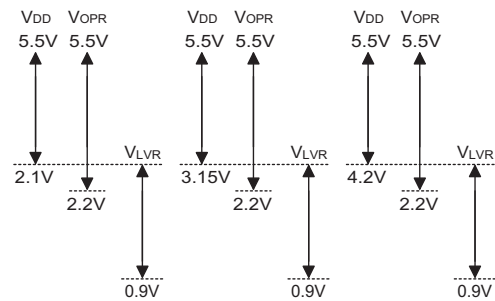 VDD VOPR VDD VOPR VDD VOPR
5.5V 5.5V 5.5V 5.5V 5.5V 5.5V
VLVR VLVR VLVR
2.1V 3.15V 4.2V
2.2V 2.2V 2.2V
0.9V 0.9V 0.9V